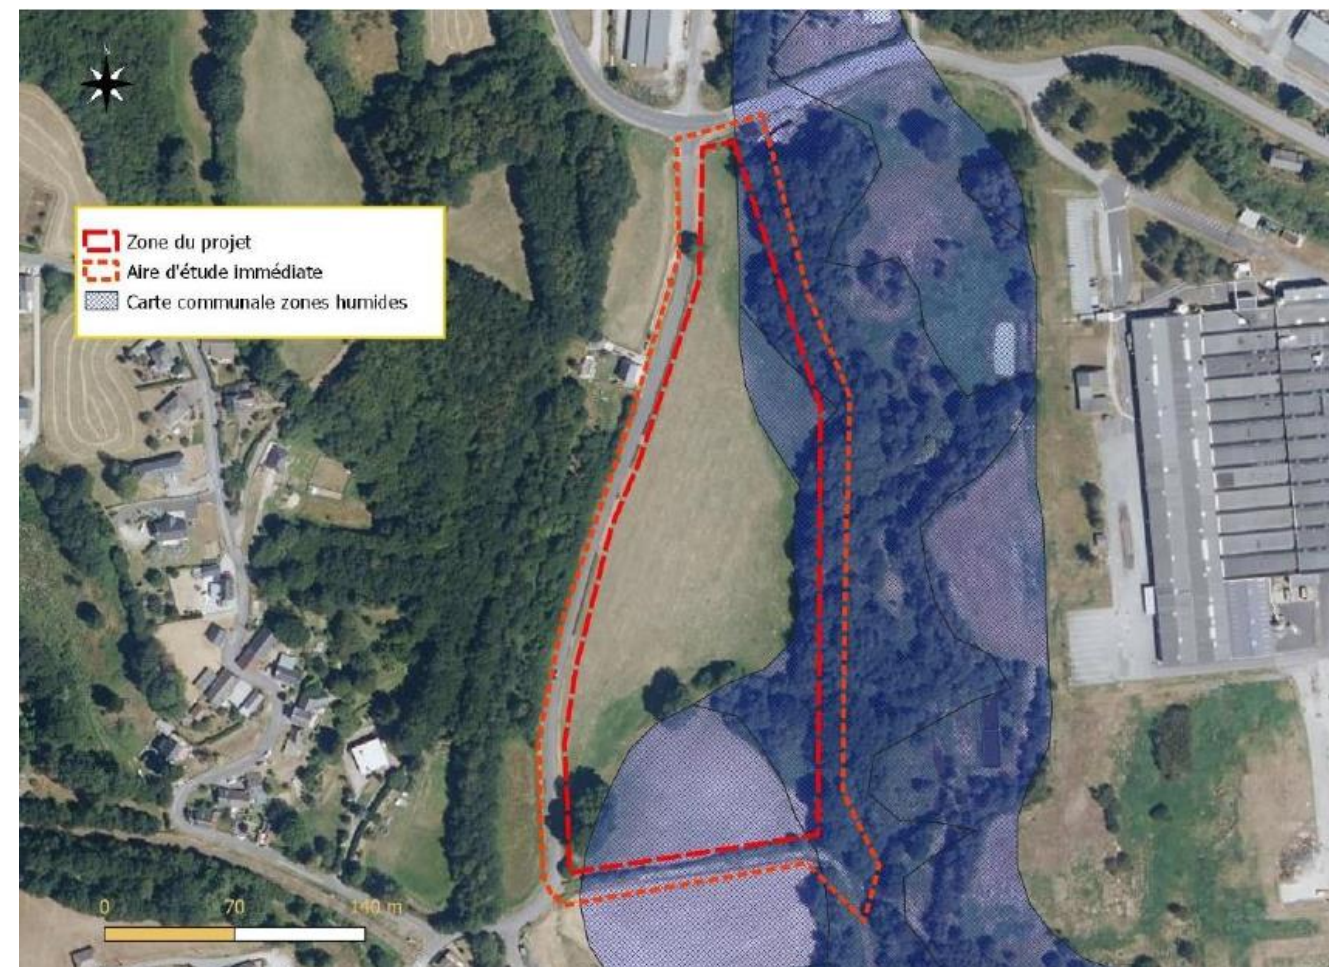 Zone du projet
Aire d'étude immédiate
Carte communale zones humides
0 70 140 m